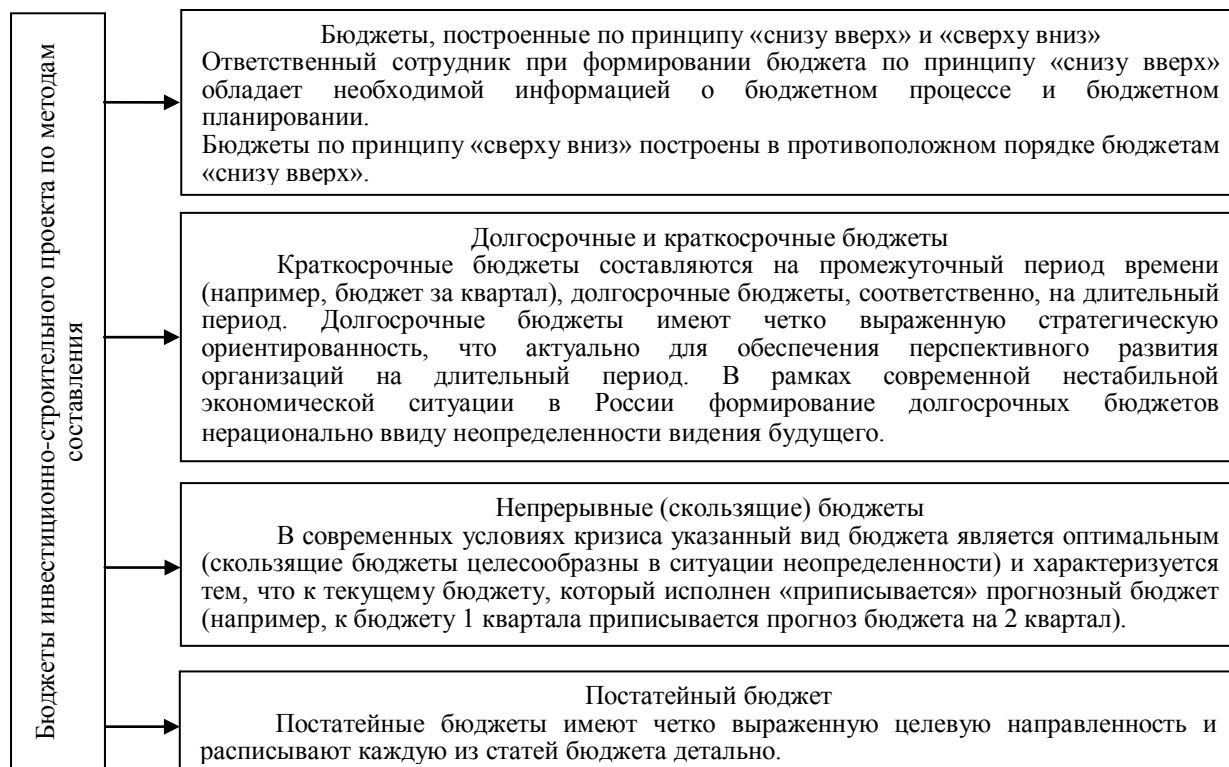 Бюджеты инвестиционно-строительного проекта по методам
составления
Бюджеты, построенные по принципу «снизу вверх» и «сверху вниз»
Ответственный сотрудник при формировании бюджета по принципу «снизу вверх»
обладает необходимой информацией о бюджетном процессе и бюджетном
планировании.
Бюджеты по принципу «сверху вниз» построены в противоположном порядке бюджетам
«снизу вверх».
Долгосрочные и краткосрочные бюджеты
Краткосрочные бюджеты составляются на промежуточный период времени
(например, бюджет за квартал), долгосрочные бюджеты, соответственно, на длительный
период. Долгосрочные бюджеты имеют четко выраженную стратегическую
ориентированность, что актуально для обеспечения перспективного развития
организаций на длительный период. В рамках современной нестабильной
экономической ситуации в России формирование долгосрочных бюджетов
нерационально ввиду неопределенности видения будущего.
Непрерывные (скользящие) бюджеты
В современных условиях кризиса указанный вид бюджета является оптимальным
(скользящие бюджеты целесообразны в ситуации неопределенности) и характеризуется
тем, что к текущему бюджету, который исполнен «приписывается» прогнозный бюджет
(например, к бюджету 1 квартала приписывается прогноз бюджета на 2 квартал).
Постатейный бюджет
Постатейные бюджеты имеют четко выраженную целевую направленность и
расписывают каждую из статей бюджета детально.